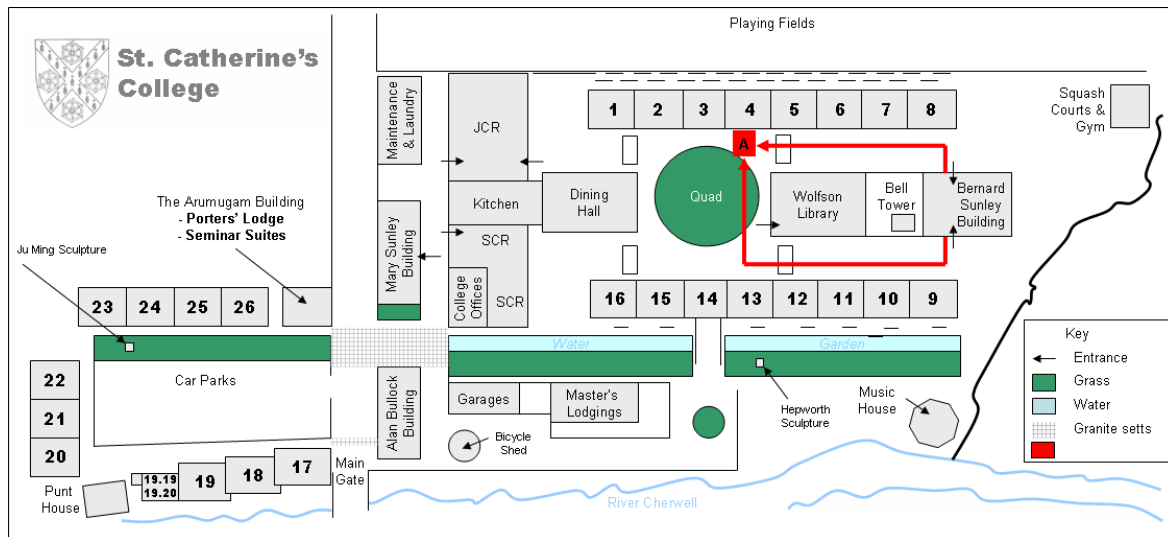 St. Catherine's
College
Playing Fields
Maintenance
& Laundry
JCR
1
2
3
4
5
6
7
8
Squash
Courts &
Gym
A
The Arumugam Building
- Porters' Lodge
- Seminar Suites
Kitchen
Dining
Hall
Quad
Wolfson
Library
Bell
Tower
Bernard
Sunley
Building
Ju Ming Sculpture
Mary Sunley
Building
SCR
College
Offices
SCR
23
24
25
26
16
15
14
13
12
11
10
9
Water
Garden
Key
Entrance
Grass
Water
Granite setts
22
21
20
Car Parks
Alan Bullock
Building
Garages
Master's
Lodgings
Hepworth
Sculpture
Music
House
Bicycle
Shed
19.19
19.20
19
18
17
Main
Gate
Punt
House
River Cherwell